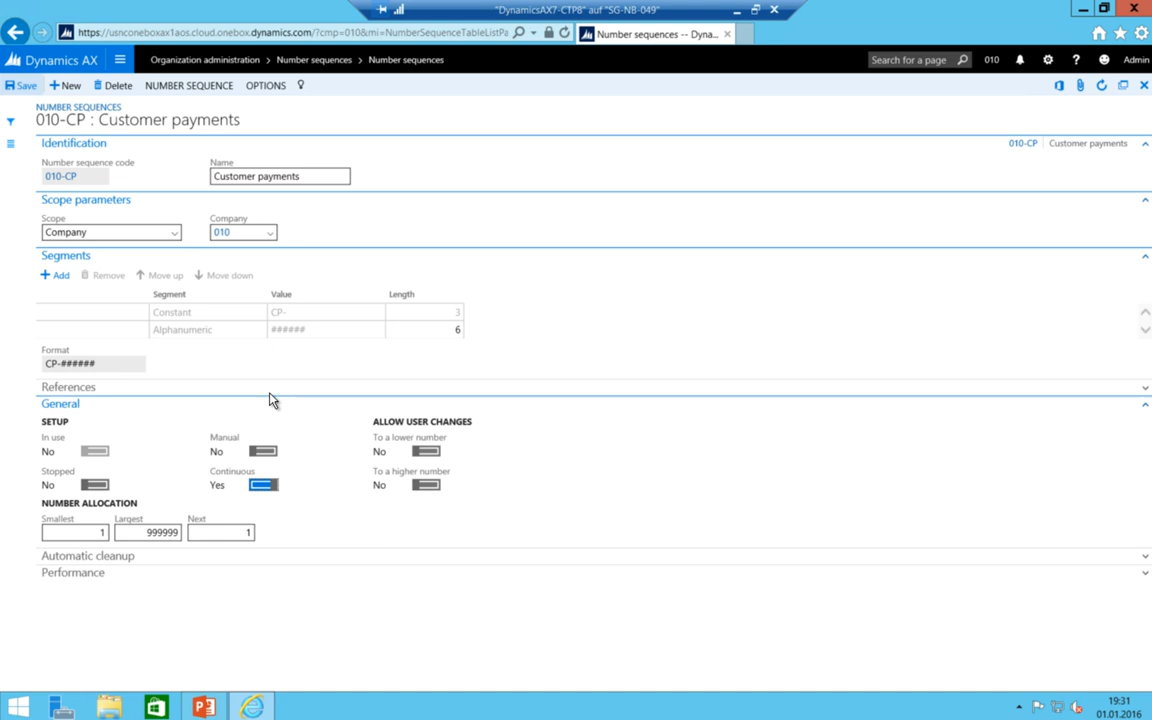 "DynamicsAX7-CTP8" auf "SG-NB-049"
https://usnconeboxax1aos.cloud.onebox.dynamics.com/?cmp=010&mi=NumberSequenceTableListPa
Number sequences -- Dyna...
Dynamics AX
Organization administration > Number sequences > Number sequences
Search for a page
010
?
Admin
Save
New
Delete
NUMBER SEQUENCE
OPTIONS
NUMBER SEQUENCES
010-CP : Customer payments
Identification
010-CP
Customer payments
Number sequence code
Name
010-CP
Customer payments
Scope parameters
Scope
Company
Company
010
Segments
Add
Remove
Move up
Move down
Segment
Value
Length
Constant
CP-
3
Alphanumeric
######
6
Format
CP-######
References
General
SETUP
ALLOW USER CHANGES
In use
Manual
To a lower number
No
No
No
Stopped
Continuous
To a higher number
No
Yes
No
NUMBER ALLOCATION
Smallest
Largest
Next
1
999999
1
Automatic cleanup
Performance
19:31
01.01.2016